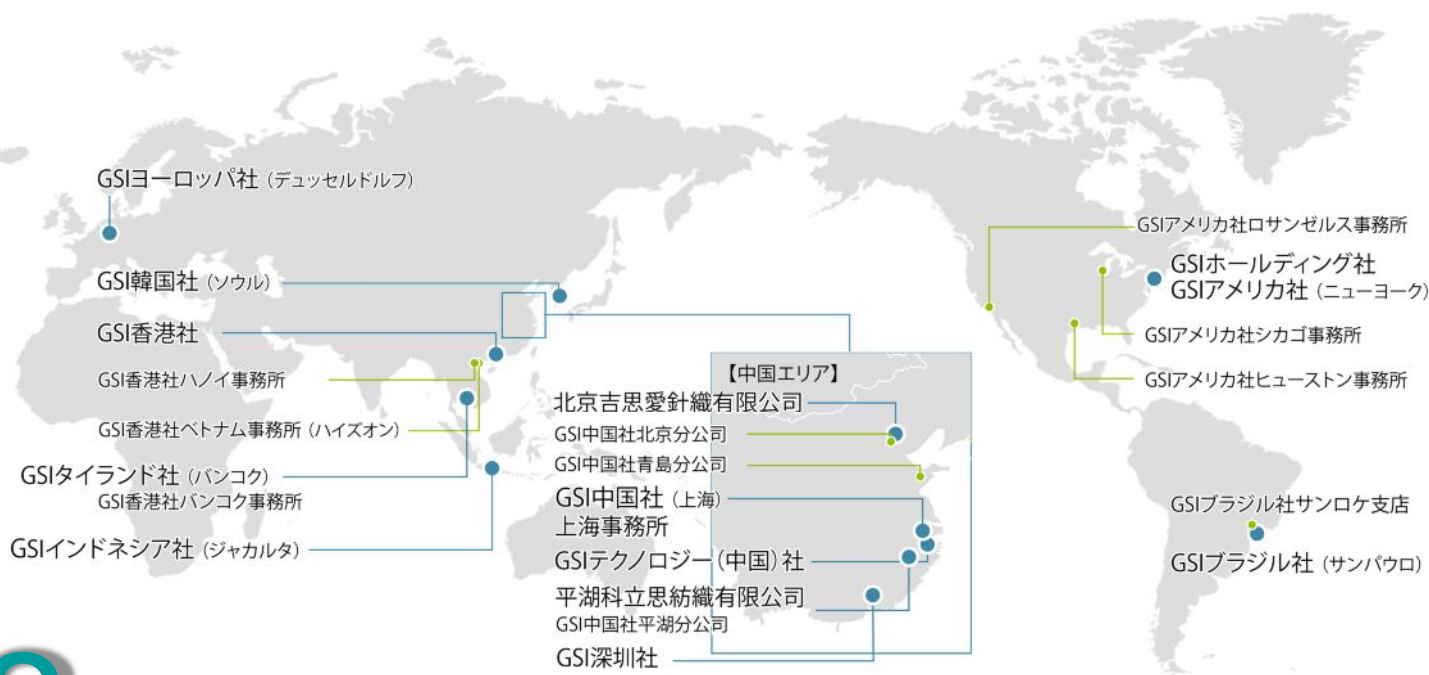 GSIヨーロッパ社（デュッセルドルフ）
GSI韓国社（ソウル）
GSI香港社
GSI香港社ハノイ事務所
GSI香港社ベトナム事務所（ハイズオン）
GSIタイランド社（バンコク）
GSI香港社バンコク事務所
GSIインドネシア社（ジャカルタ）
【中国エリア】
北京吉思愛針織有限公司
GSI中国社北京分公司
GSI中国社青島分公司
GSI中国社（上海）
上海事務所
GSIテクノロジー（中国）社
平湖科立思紡織有限公司
GSI中国社平湖分公司
GSI深圳社
GSIアメリカ社ロサンゼルス事務所
GSIホールディング社
GSIアメリカ社（ニューヨーク）
GSIアメリカ社シカゴ事務所
GSIアメリカ社ヒューストン事務所
GSIブラジル社サンロケ支店
GSIブラジル社（サンパウロ）